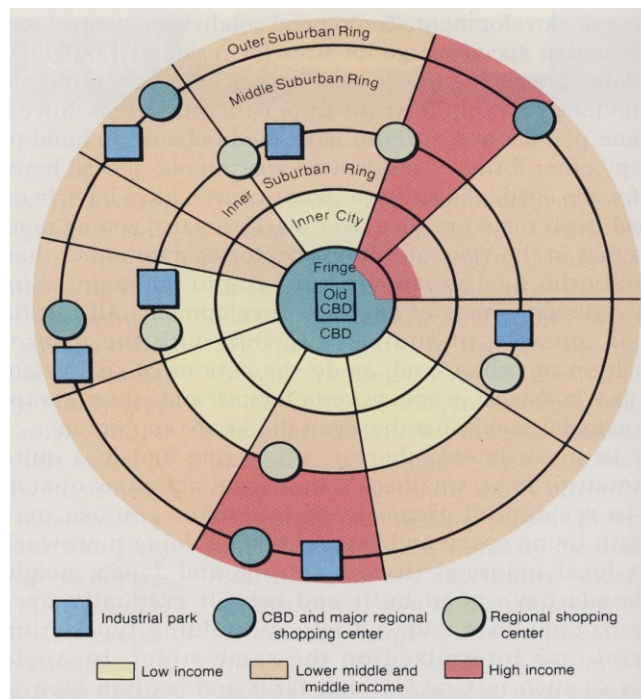 Outer Suburban Ring
Middle Suburban Ring
Inner Suburban Ring
Inner City
Fringe
Old
CBD
CBD
Industrial park
CBD and major regional
shopping center
Regional shopping
center
Low income
Lower middle and
middle income
High income